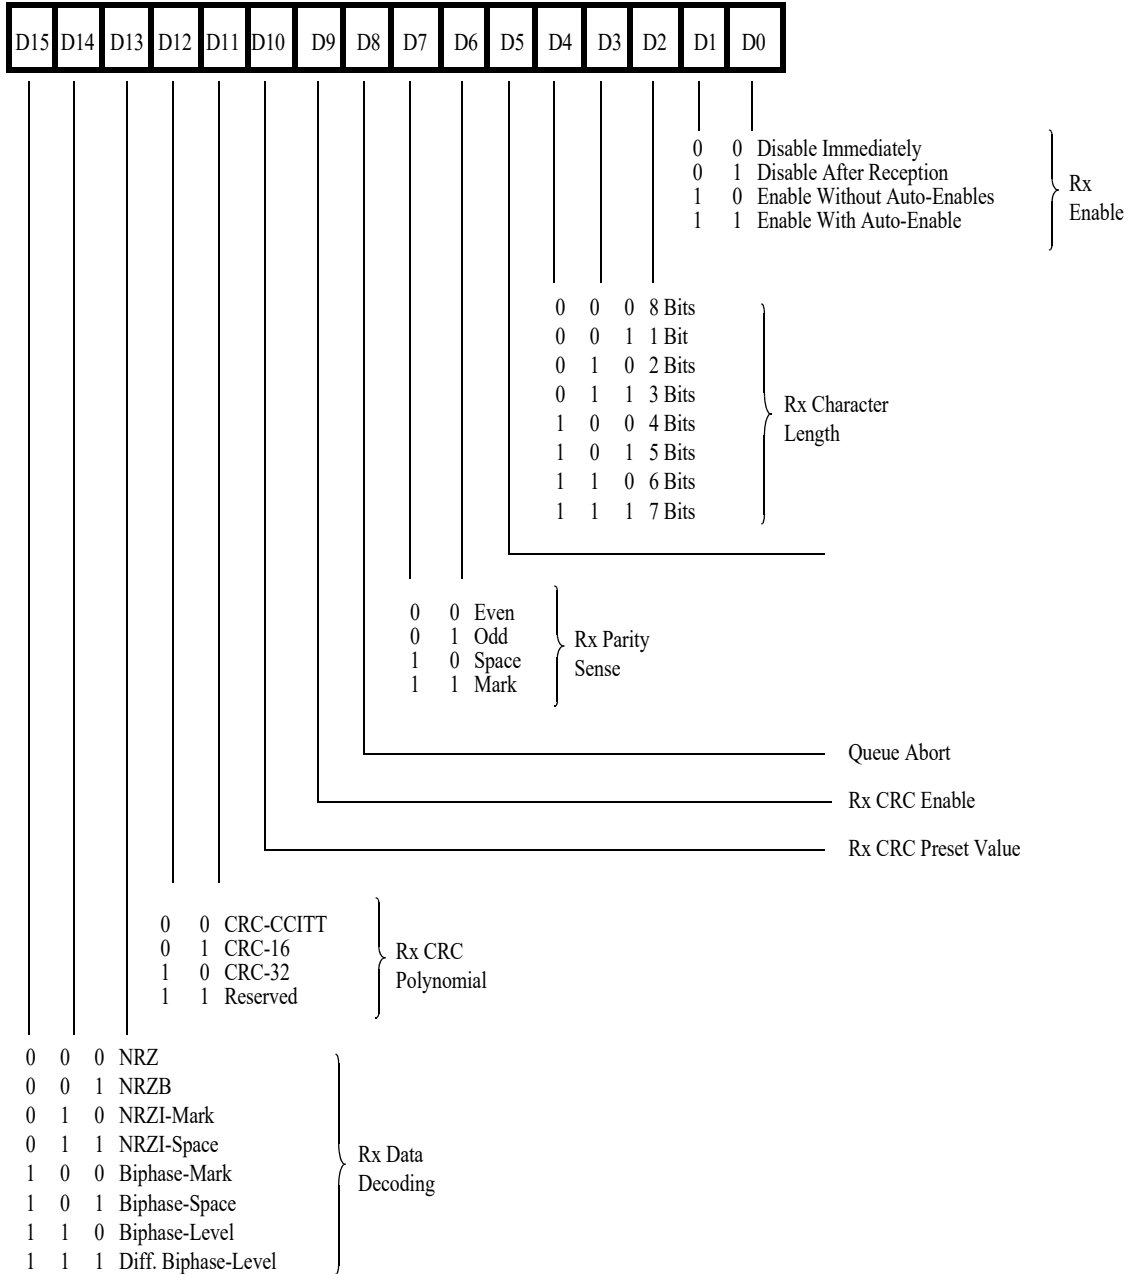 D15 D14 D13 D12 D11 D10 D9 D8 D7 D6 D5 D4 D3 D2 D1 D0
0 0 Disable Immediately
0 1 Disable After Reception
1 0 Enable Without Auto-Enables
1 1 Enable With Auto-Enable
Rx
Enable
0 0 0 8 Bits
0 0 1 1 Bit
0 1 0 2 Bits
0 1 1 3 Bits
1 0 0 4 Bits
1 0 1 5 Bits
1 1 0 6 Bits
1 1 1 7 Bits
Rx Character
Length
0 0 Even
0 1 Odd
1 0 Space
1 1 Mark
Rx Parity
Sense
Queue Abort
Rx CRC Enable
Rx CRC Preset Value
0 0 CRC-CCITT
0 1 CRC-16
1 0 CRC-32
1 1 Reserved
Rx CRC
Polynomial
0 0 0 NRZ
0 0 1 NRZB
0 1 0 NRZI-Mark
0 1 1 NRZI-Space
1 0 0 Biphase-Mark
1 0 1 Biphase-Space
1 1 0 Biphase-Level
1 1 1 Diff. Biphase-Level
Rx Data
Decoding